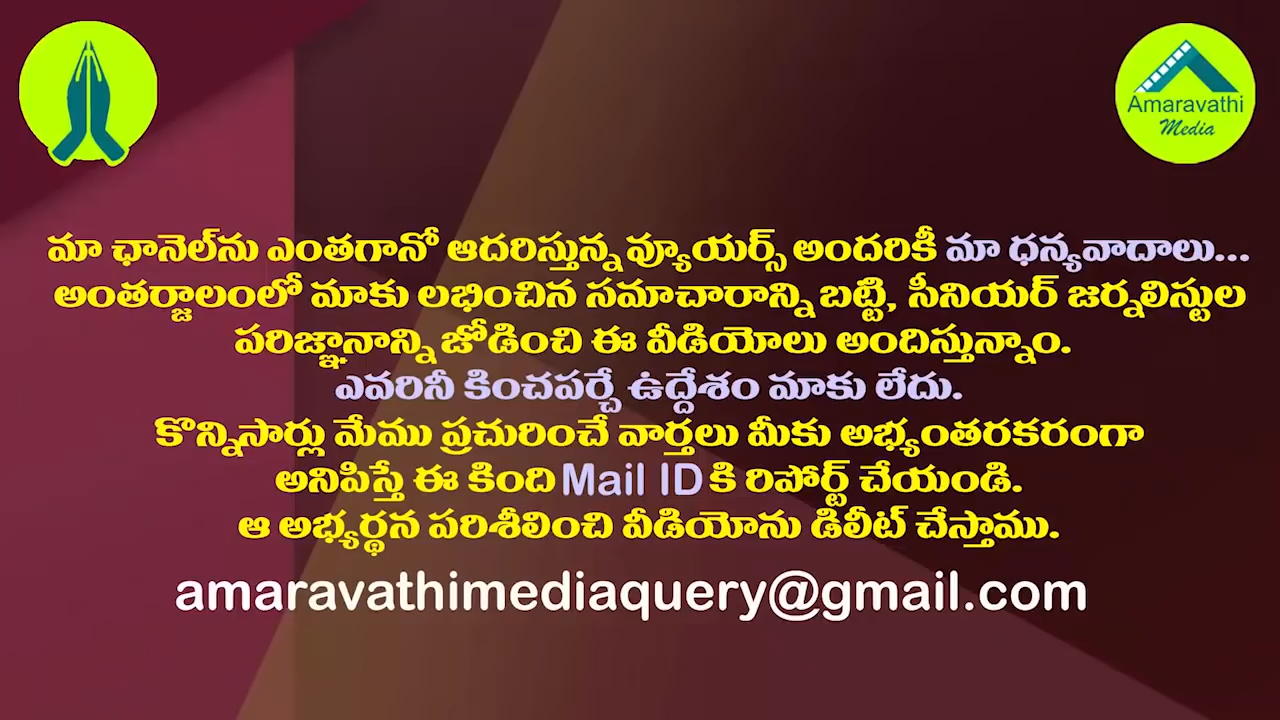 Amaravathi
Media
మా ఛానెల్‌ను ఎంతగానో ఆదరిస్తున్న వ్యూయర్స్ అందరికీ మా ధన్యవాదాలు...
అంతర్జాలంలో మాకు లభించిన సమాచారాన్ని బట్టి, సీనియర్ జర్నలిస్టుల
పరిజ్ఞానాన్ని జోడించి ఈ వీడియోలు అందిస్తున్నాం.
ఎవరినీ కించపర్చే ఉద్దేశం మాకు లేదు.
కొన్నిసార్లు మేము ప్రచురించే వార్తలు మీకు అభ్యంతరకరంగా
అనిపిస్తే ఈ కింది Mail ID కి రిపోర్ట్ చేయండి.
ఆ అభ్యర్థన పరిశీలించి వీడియోను డిలీట్ చేస్తాము.
amaravathimediaquery@gmail.com